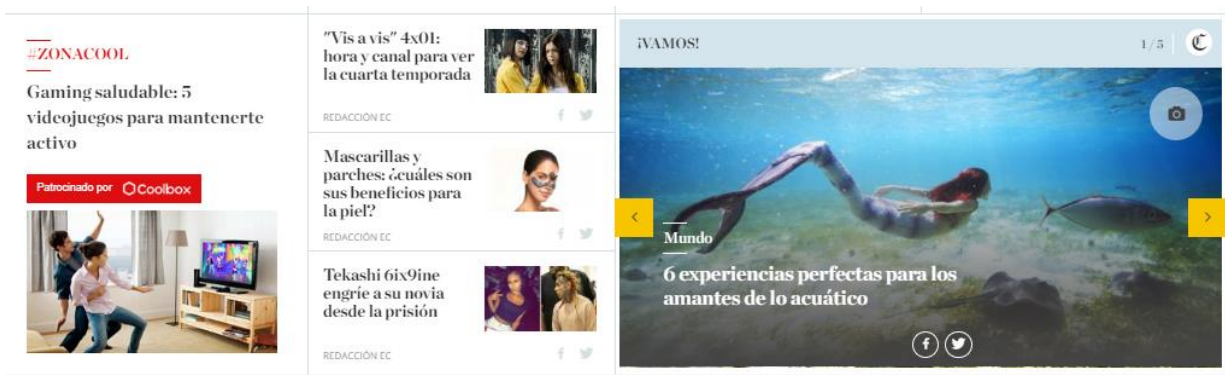 #ZONACOOL
Gaming saludable: 5
videojuegos para mantenerte
activo
Patrocinado por Coolbox
"Vis a vis" 4x01:
hora y canal para ver
la cuarta temporada
REDACCIÓN EC
Mascarillas y
parches: ¿cuáles son
sus beneficios para
la piel?
REDACCIÓN EC
Tekashi 6ix9ine
engríe a su novia
desde la prisión
REDACCIÓN EC
¡VAMOS!
1/5
Mundo
6 experiencias perfectas para los
amantes de lo acuático